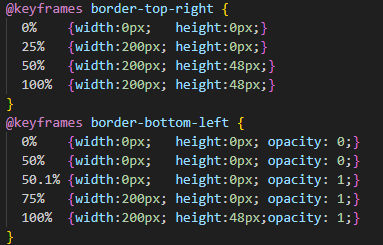 @keyframes border-top-right {
  0%    {width:0px;   height:0px;}
  25%   {width:200px; height:0px;}
  50%   {width:200px; height:48px;}
  100%  {width:200px; height:48px;}
}
@keyframes border-bottom-left {
  0%    {width:0px;   height:0px; opacity: 0;}
  50%   {width:0px;   height:0px; opacity: 0;}
  50.1% {width:0px;   height:0px; opacity: 1;}
  75%   {width:200px; height:0px; opacity: 1;}
  100%  {width:200px; height:48px;opacity: 1;}
}